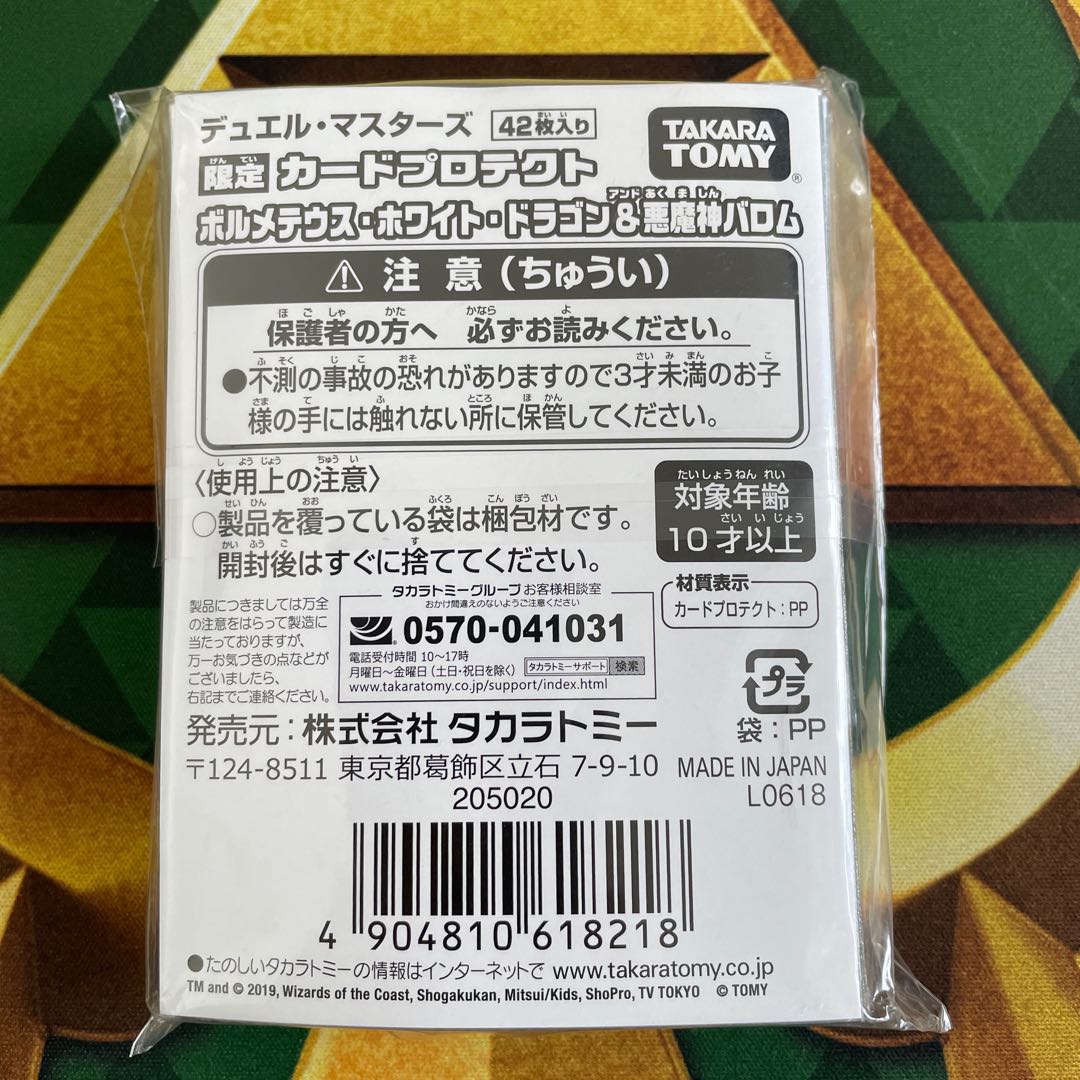 デュエル・マスターズ 42枚入り
TAKARA TOMY ®
限定 カードプロテクト
ボルメテウス・ホワイト・ドラゴン&悪魔神バロム
⚠ 注意(ちゅうい)
保護者の方へ 必ずお読みください。
●不測の事故の恐れがありますので3才未満のお子
様の手には触れない所に保管してください。
〈使用上の注意〉
○製品を覆っている袋は梱包材です。
開封後はすぐに捨ててください。
対象年齢
10才以上
材質表示
カードプロテクト:PP
製品につきましては万全
の注意をはらって製造に
当たっておりますが、
万一お気づきの点などが
ございましたら、
右記までご連絡ください。
タカラトミーグループ お客様相談室
おかけ間違えのないようご注意ください
0570-041031
電話受付時間 10〜17時
月曜日〜金曜日(土日・祝日を除く) タカラトミーサポート 検索
www.takaratomy.co.jp/support/index.html
プラ
袋:PP
発売元:株式会社 タカラトミー
〒124-8511 東京都葛飾区立石 7-9-10
MADE IN JAPAN
205020
L0618
4 904810 618218
●たのしいタカラトミーの情報はインターネットで www.takaratomy.co.jp
TM and © 2019, Wizards of the Coast, Shogakukan, Mitsui/Kids, ShoPro, TV TOKYO © TOMY